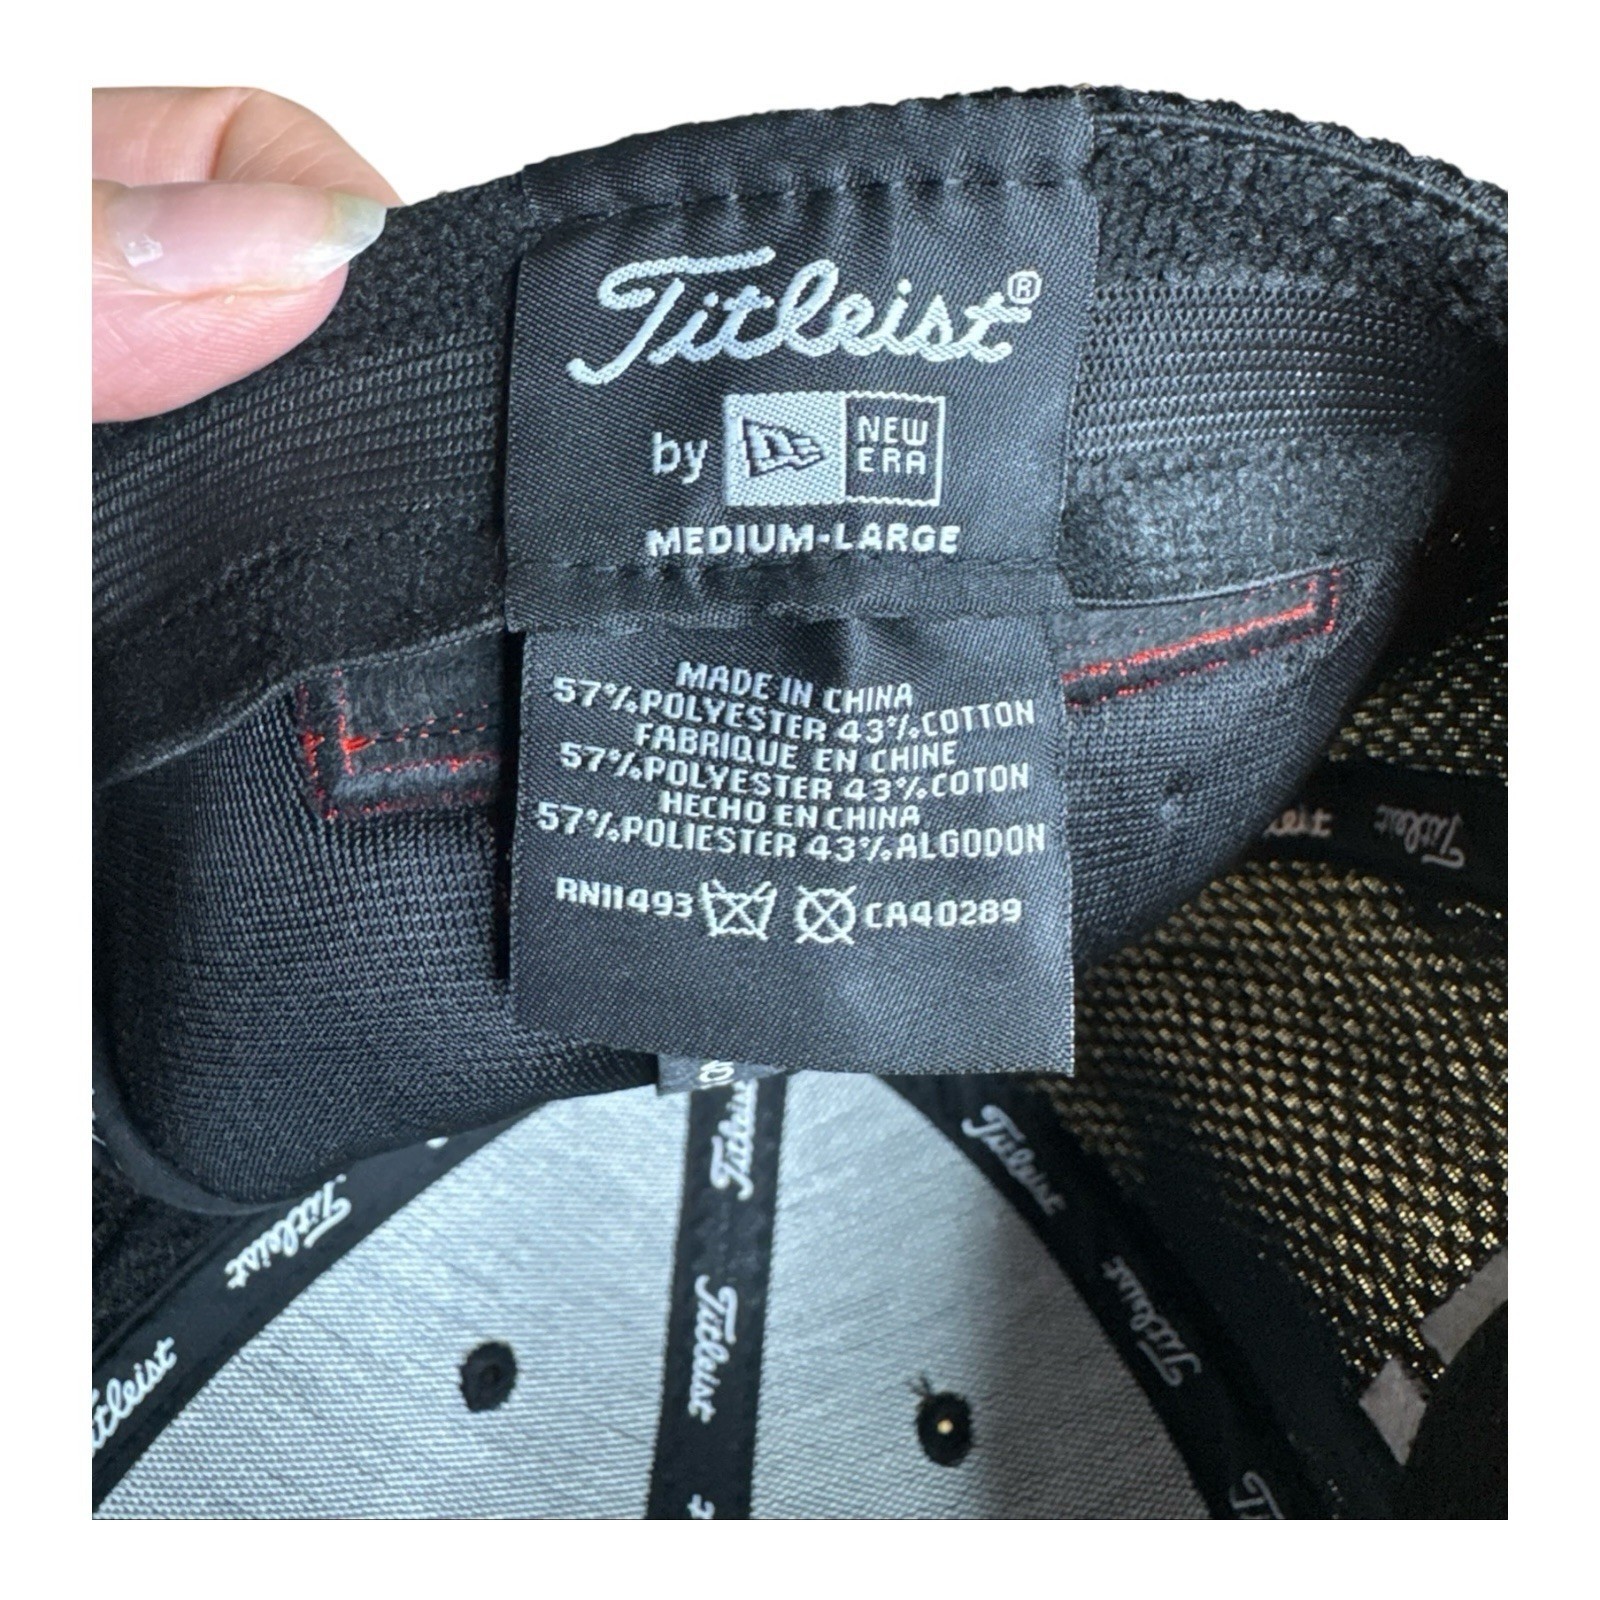 Titleist®
by NEW ERA
MEDIUM-LARGE
MADE IN CHINA
57% POLYESTER 43% COTTON
FABRIQUE EN CHINE
57% POLYESTER 43% COTON
HECHO EN CHINA
57% POLIESTER 43% ALGODON
RN11493 CA40289
Titleist
Titleist
Titleist
Titleist
Titleist
Titleist
Titleist